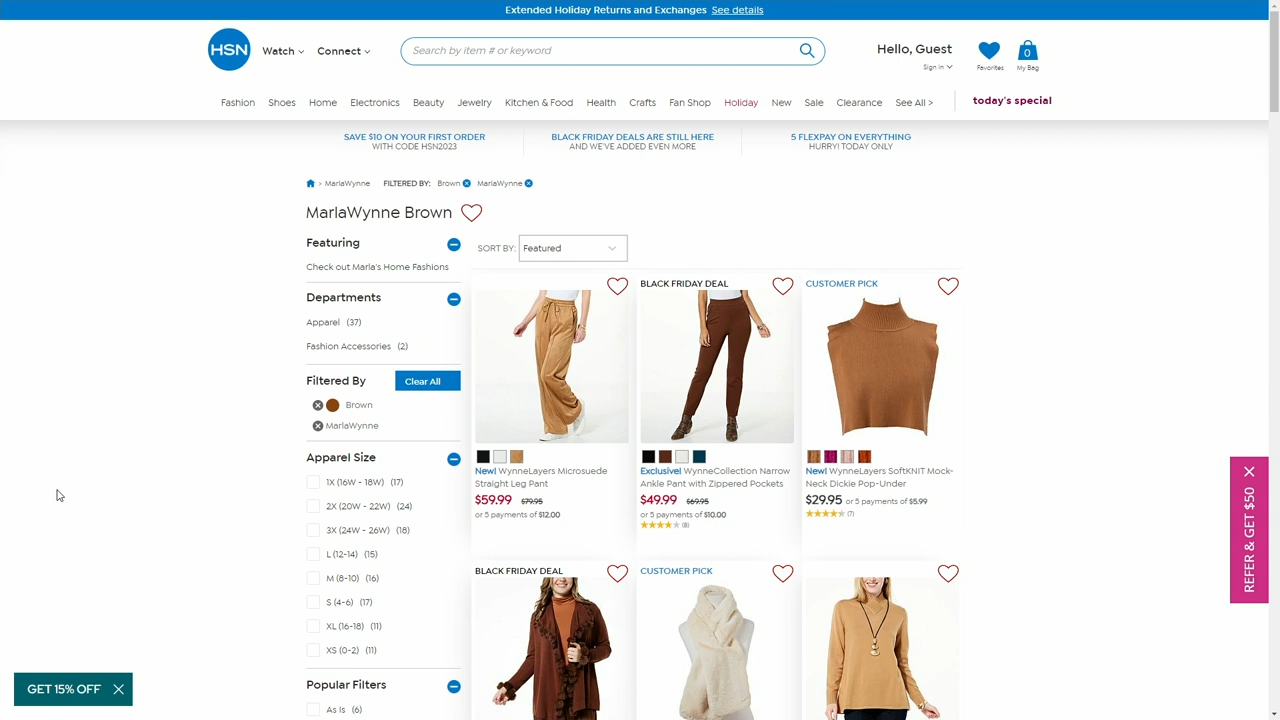 Extended Holiday Returns and Exchanges See details
HSN
Watch
Connect
Search by item # or keyword
Hello, Guest
Sign In
Favorites
0
My Bag
Fashion Shoes Home Electronics Beauty Jewelry Kitchen & Food Health Crafts Fan Shop Holiday New Sale Clearance See All >
today's special
SAVE $10 ON YOUR FIRST ORDER
WITH CODE HSN2023
BLACK FRIDAY DEALS ARE STILL HERE
AND WE'VE ADDED EVEN MORE
5 FLEXPAY ON EVERYTHING
HURRY! TODAY ONLY
> MarlaWynne FILTERED BY: Brown MarlaWynne
MarlaWynne Brown
Featuring
Check out Marla's Home Fashions
Departments
Apparel (37)
Fashion Accessories (2)
Filtered By
Clear All
Brown
MarlaWynne
Apparel Size
1X (16W - 18W) (17)
2X (20W - 22W) (24)
3X (24W - 26W) (18)
L (12-14) (15)
M (8-10) (16)
S (4-6) (17)
XL (16-18) (11)
XS (0-2) (11)
Popular Filters
As Is (6)
SORT BY: Featured
New! WynneLayers Microsuede
Straight Leg Pant
$59.99 $79.95
or 5 payments of $12.00
BLACK FRIDAY DEAL
Exclusive! WynneCollection Narrow
Ankle Pant with Zippered Pockets
$49.99 $69.95
or 5 payments of $10.00
(8)
CUSTOMER PICK
New! WynneLayers SoftKNIT Mock-
Neck Dickie Pop-Under
$29.95 or 5 payments of $5.99
(7)
BLACK FRIDAY DEAL
CUSTOMER PICK
REFER & GET $50
GET 15% OFF